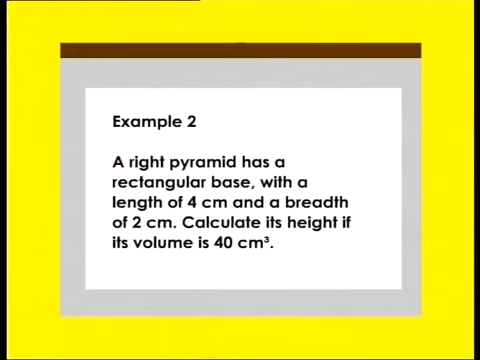 Example 2
A right pyramid has a
rectangular base, with a
length of 4 cm and a breadth
of 2 cm. Calculate its height if
its volume is 40 cm³.